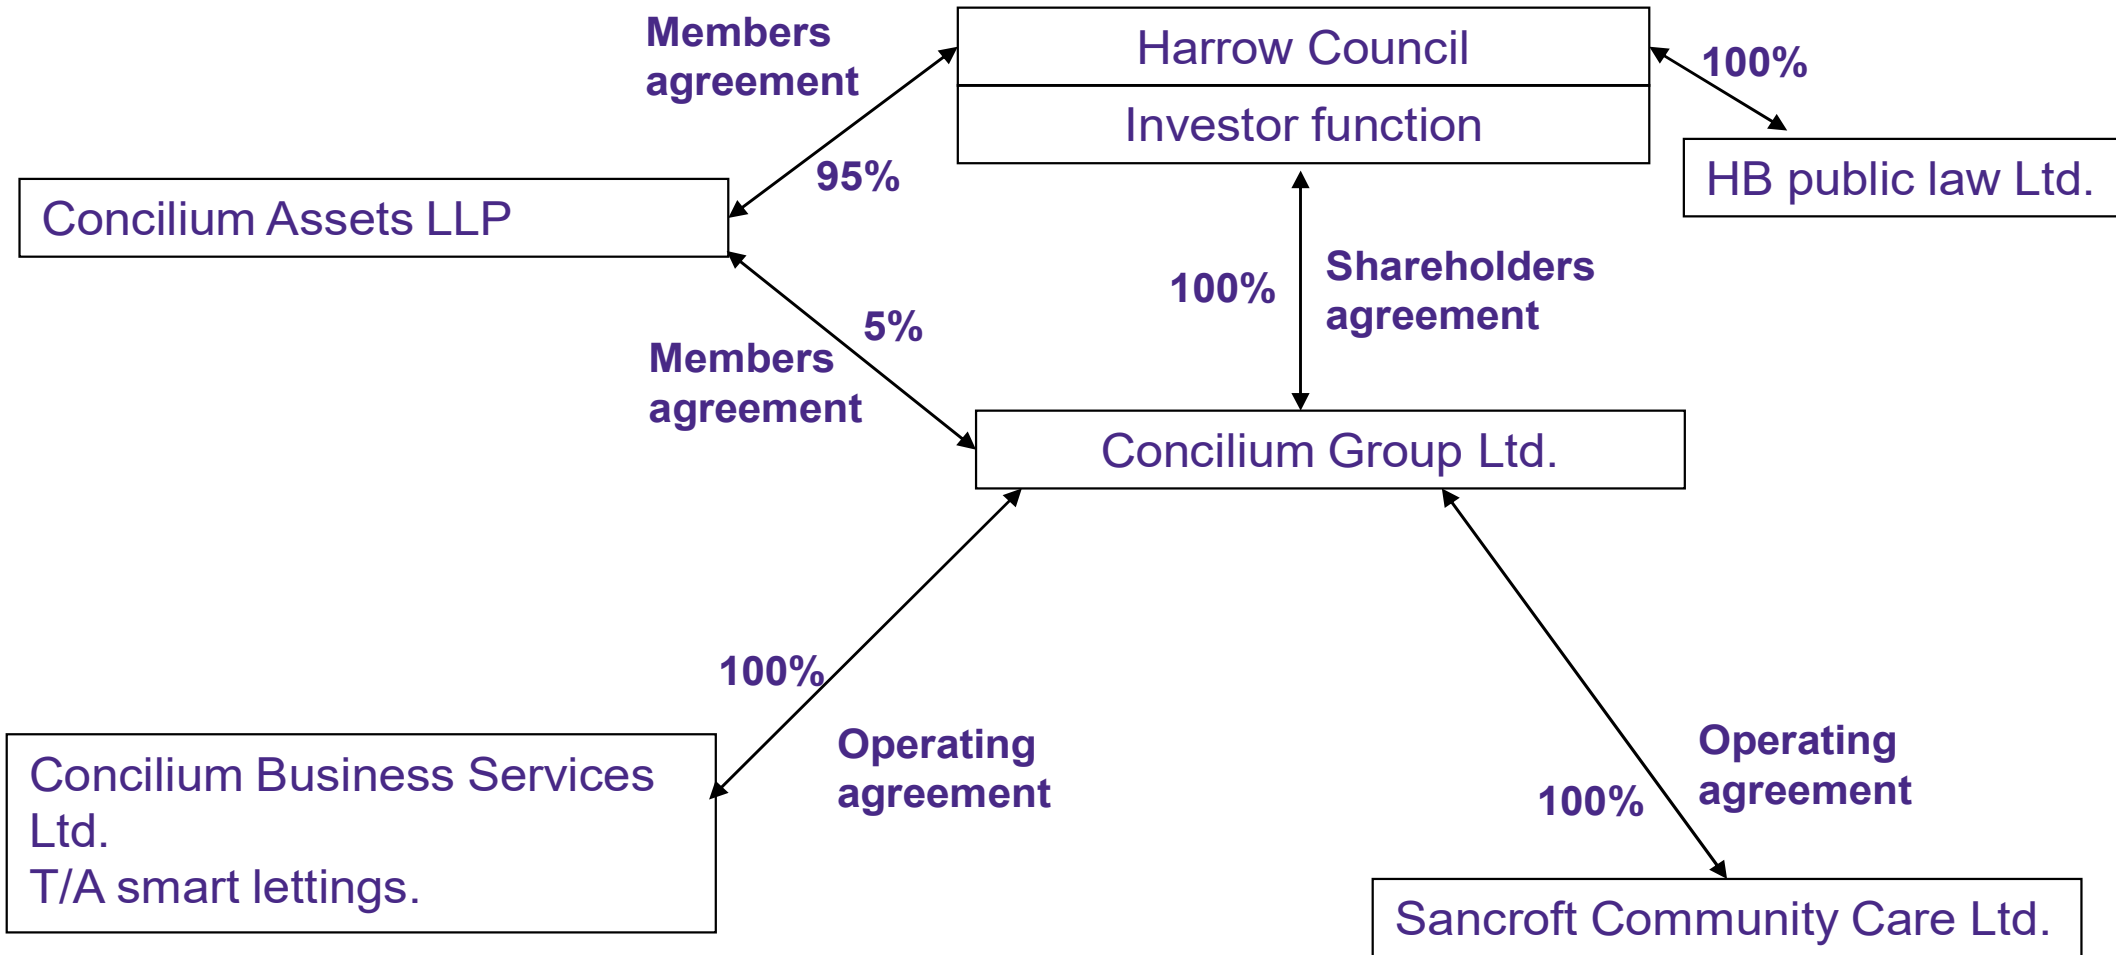 Members
agreement
Harrow Council
100%
Investor function
95%
HB public law Ltd.
Concilium Assets LLP
100%
Shareholders
agreement
5%
Members
agreement
Concilium Group Ltd.
100%
Operating
agreement
Concilium Business Services
Ltd.
T/A smart lettings.
Operating
agreement
100%
Sancroft Community Care Ltd.